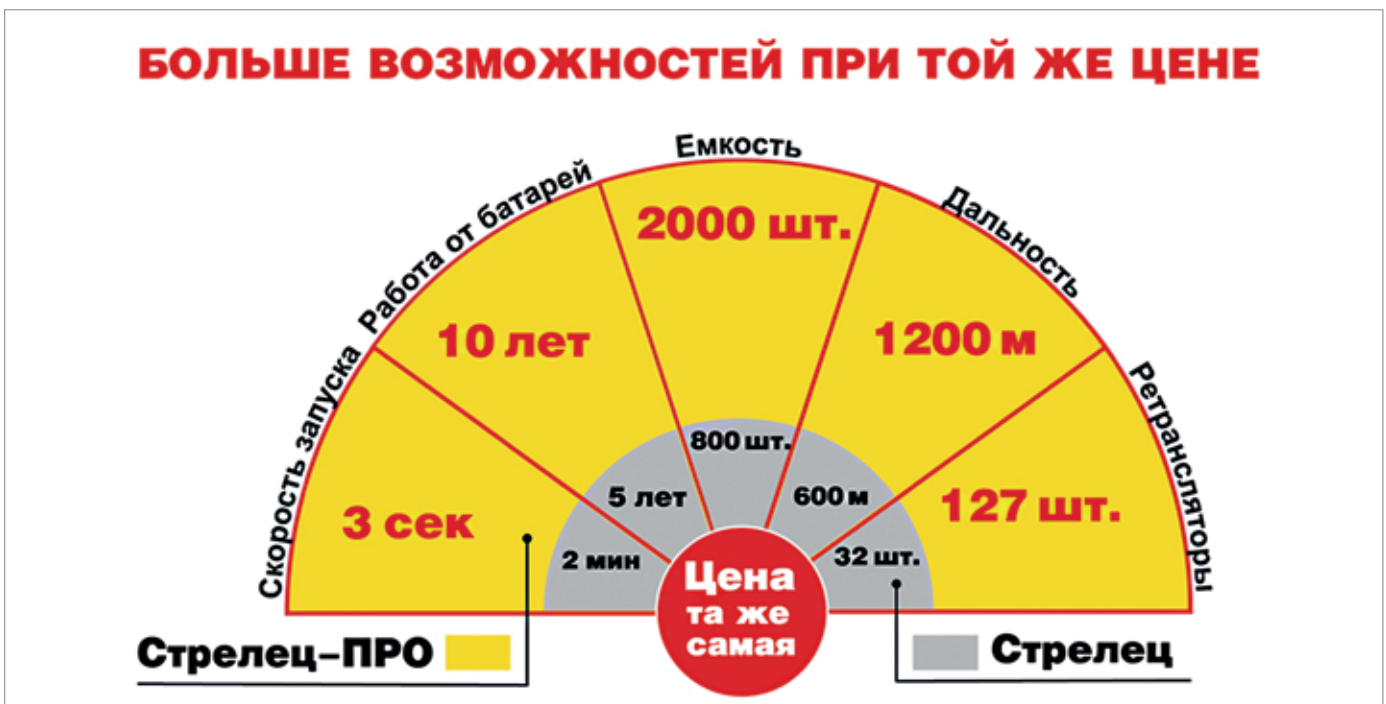 БОЛЬШЕ ВОЗМОЖНОСТЕЙ ПРИ ТОЙ ЖЕ ЦЕНЕ
Скорость запуска
Работа от батарей
Емкость
Дальность
Ретрансляторы
3 сек
10 лет
2000 шт.
1200 м
127 шт.
2 мин
5 лет
800 шт.
600 м
32 шт.
Цена
та же
самая
Стрелец-ПРО
Стрелец